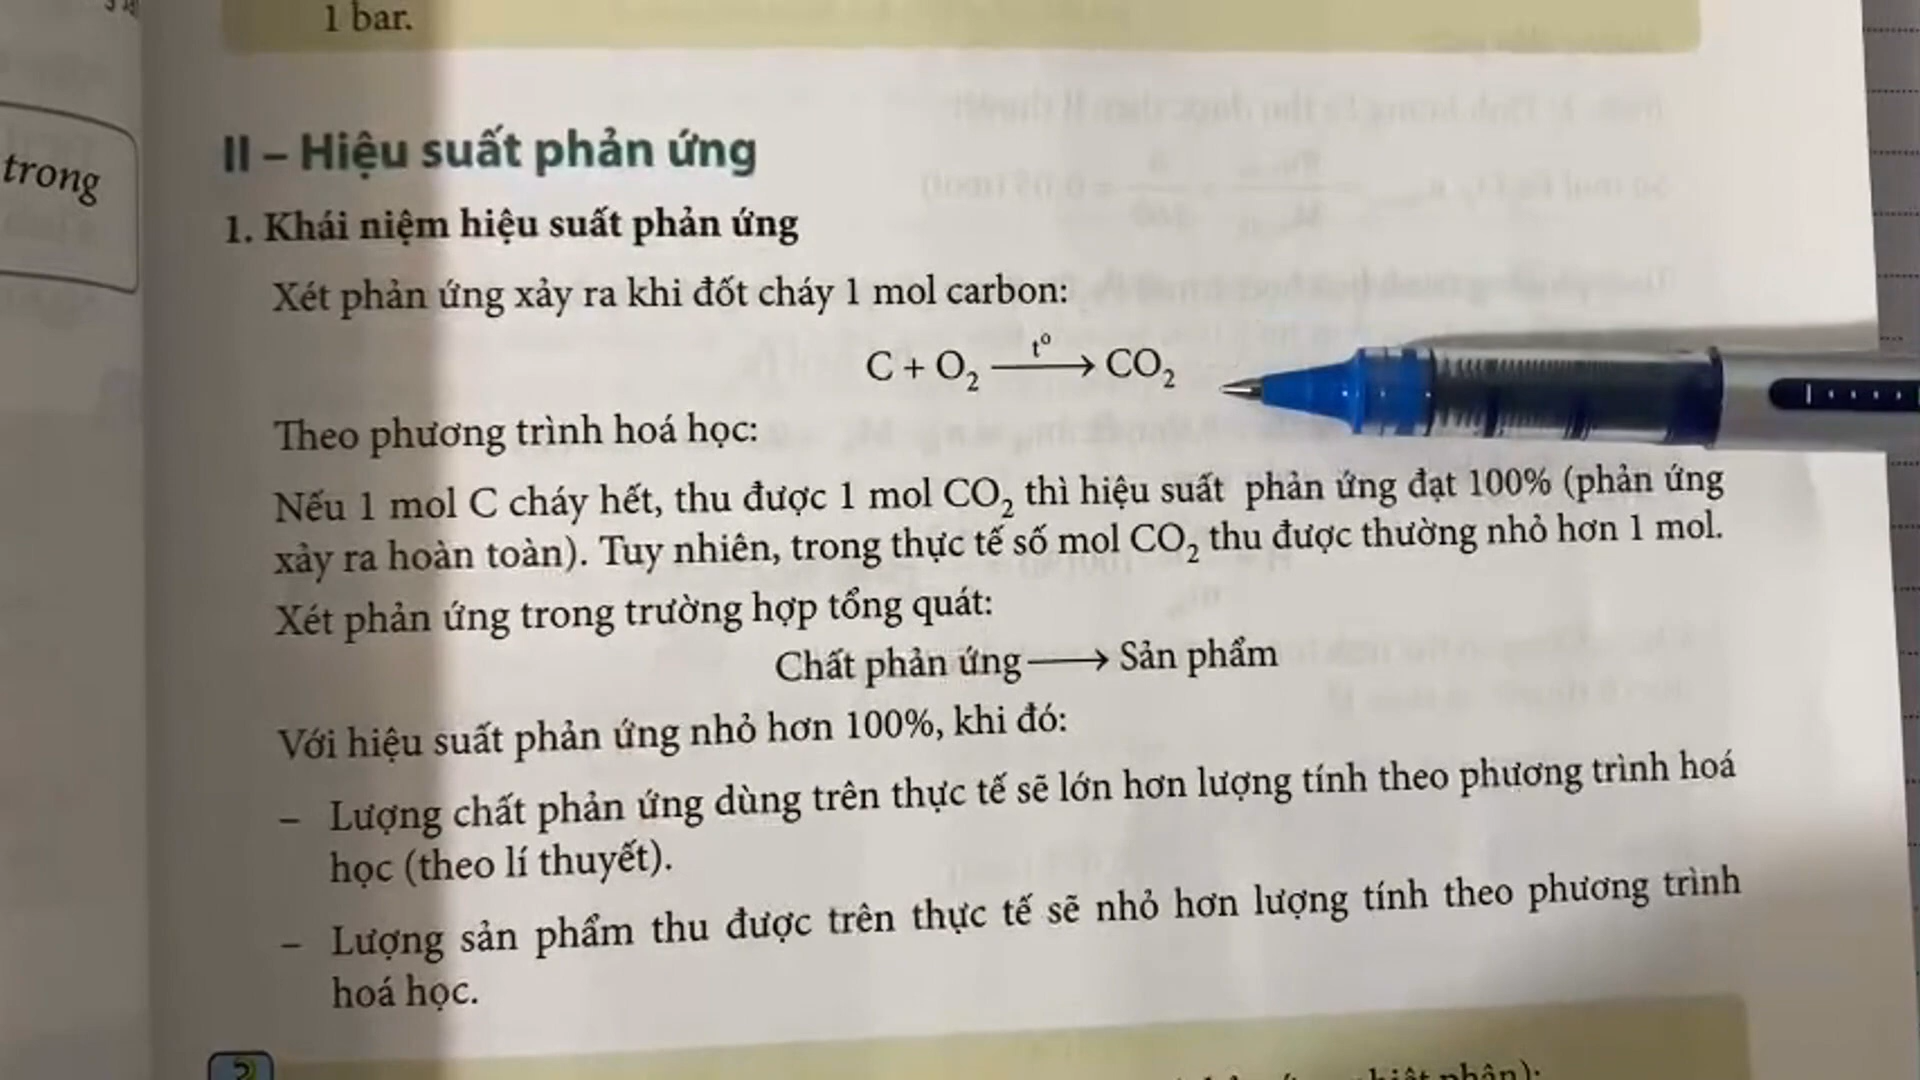 1 bar.
trong
II – Hiệu suất phản ứng
1. Khái niệm hiệu suất phản ứng
Xét phản ứng xảy ra khi đốt cháy 1 mol carbon:
C + O₂ —tº→ CO₂
Theo phương trình hoá học:
Nếu 1 mol C cháy hết, thu được 1 mol CO₂ thì hiệu suất phản ứng đạt 100% (phản ứng
xảy ra hoàn toàn). Tuy nhiên, trong thực tế số mol CO₂ thu được thường nhỏ hơn 1 mol.
Xét phản ứng trong trường hợp tổng quát:
Chất phản ứng ⟶ Sản phẩm
Với hiệu suất phản ứng nhỏ hơn 100%, khi đó:
– Lượng chất phản ứng dùng trên thực tế sẽ lớn hơn lượng tính theo phương trình hoá
học (theo lí thuyết).
– Lượng sản phẩm thu được trên thực tế sẽ nhỏ hơn lượng tính theo phương trình
hoá học.
?